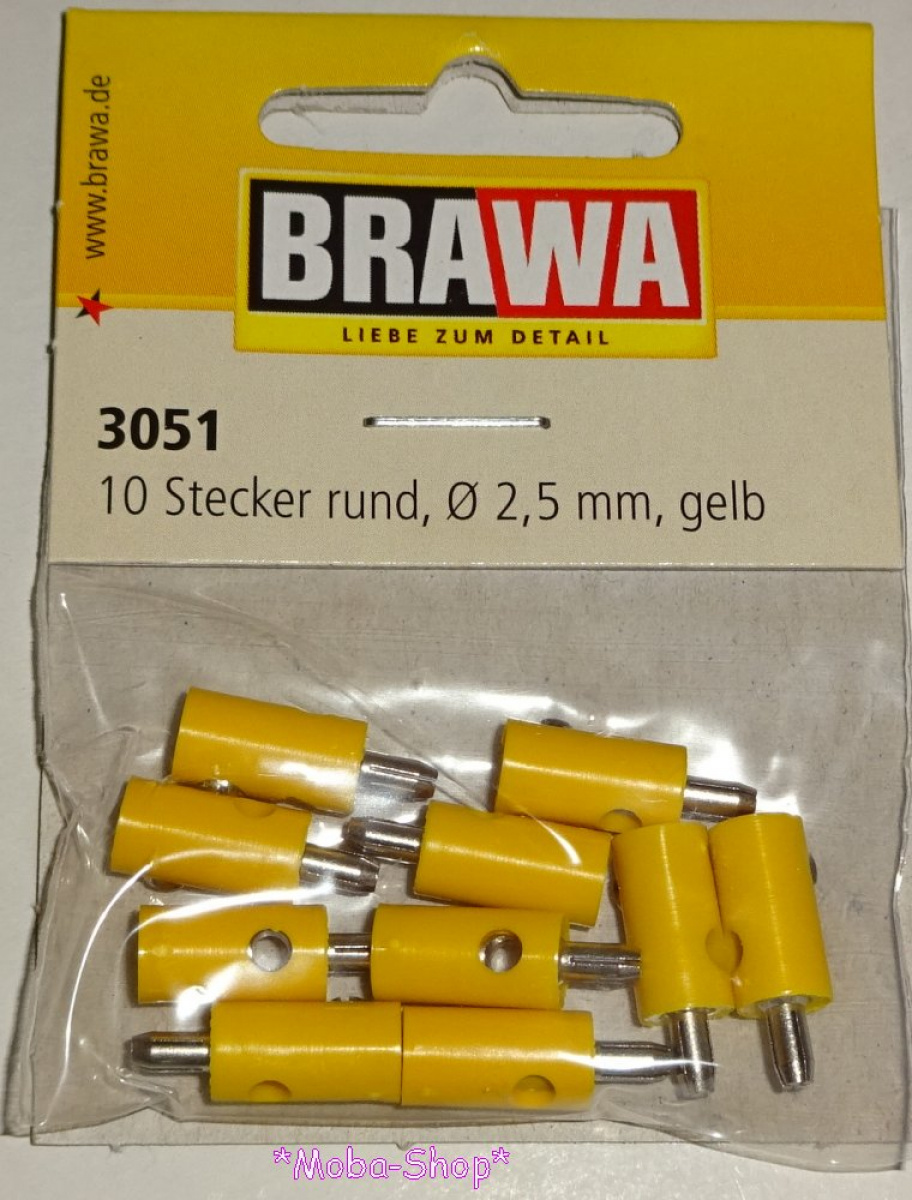 www.brawa.de
BRAWA
LIEBE ZUM DETAIL
3051
10 Stecker rund, Ø 2,5 mm, gelb
*Moba-Shop*